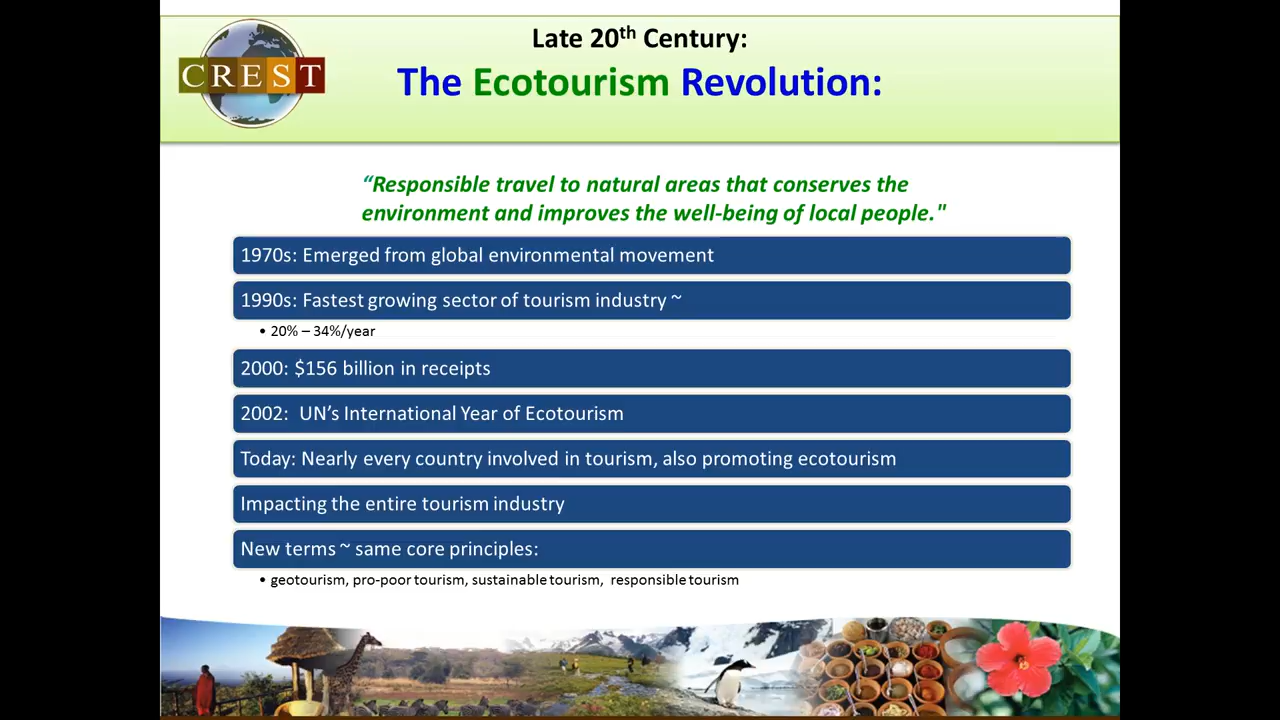 CREST
Late 20th Century:
The Ecotourism Revolution:
“Responsible travel to natural areas that conserves the
environment and improves the well-being of local people."
1970s: Emerged from global environmental movement
1990s: Fastest growing sector of tourism industry ~
• 20% – 34%/year
2000: $156 billion in receipts
2002:  UN’s International Year of Ecotourism
Today: Nearly every country involved in tourism, also promoting ecotourism
Impacting the entire tourism industry
New terms ~ same core principles:
• geotourism, pro-poor tourism, sustainable tourism,  responsible tourism